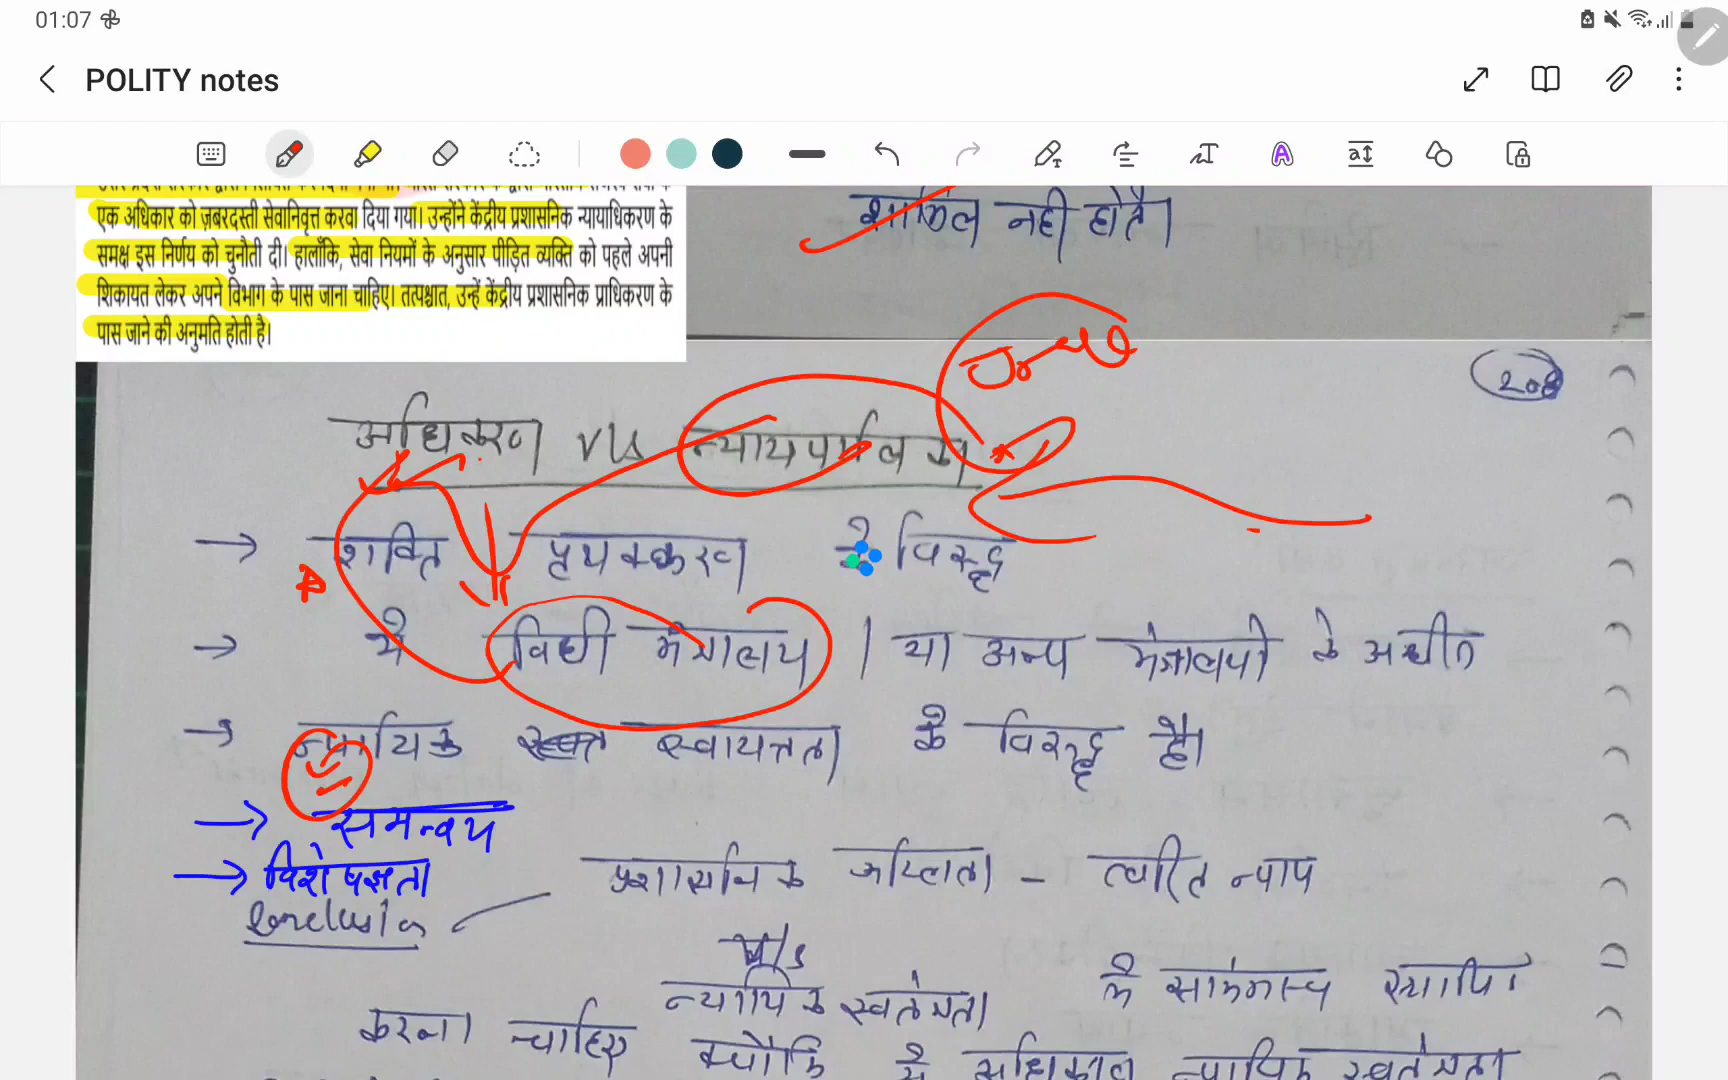 01:07
POLITY notes
एक अधिकार को ज़बरदस्ती सेवानिवृत्त करवा दिया गया। उन्होंने केंद्रीय प्रशासनिक न्यायाधिकरण के
समक्ष इस निर्णय को चुनौती दी। हालाँकि, सेवा नियमों के अनुसार पीड़ित व्यक्ति को पहले अपनी
शिकायत लेकर अपने विभाग के पास जाना चाहिए। तत्पश्चात, उन्हें केंद्रीय प्रशासनिक प्राधिकरण के
पास जाने की अनुमति होती है।
शामिल नही होते।
208
अधिकरण v/s न्यायपालिका
→ शक्ति पृथक्करण के विरुद्ध
→ ये विधी मंत्रालय / या अन्य मंत्रालयो के अधीन
→ न्यायिक स्वायत्तता के विरुद्ध है।
→ समन्वय
→ विशेषज्ञता
प्रशासनिक जटिलता - त्वरित न्याय
Conclusion
v/s
न्यायिक स्वतंत्रता में सामंजस्य स्थापित
करना चाहिए क्योंकि ये अधिकरण न्यायिक स्वतंत्रता